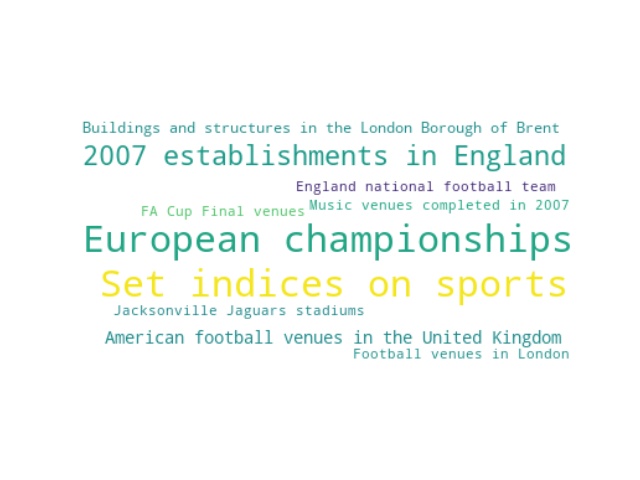 Buildings and structures in the London Borough of Brent
2007 establishments in England
England national football team
Music venues completed in 2007
FA Cup Final venues
European championships
Set indices on sports
Jacksonville Jaguars stadiums
American football venues in the United Kingdom
Football venues in London